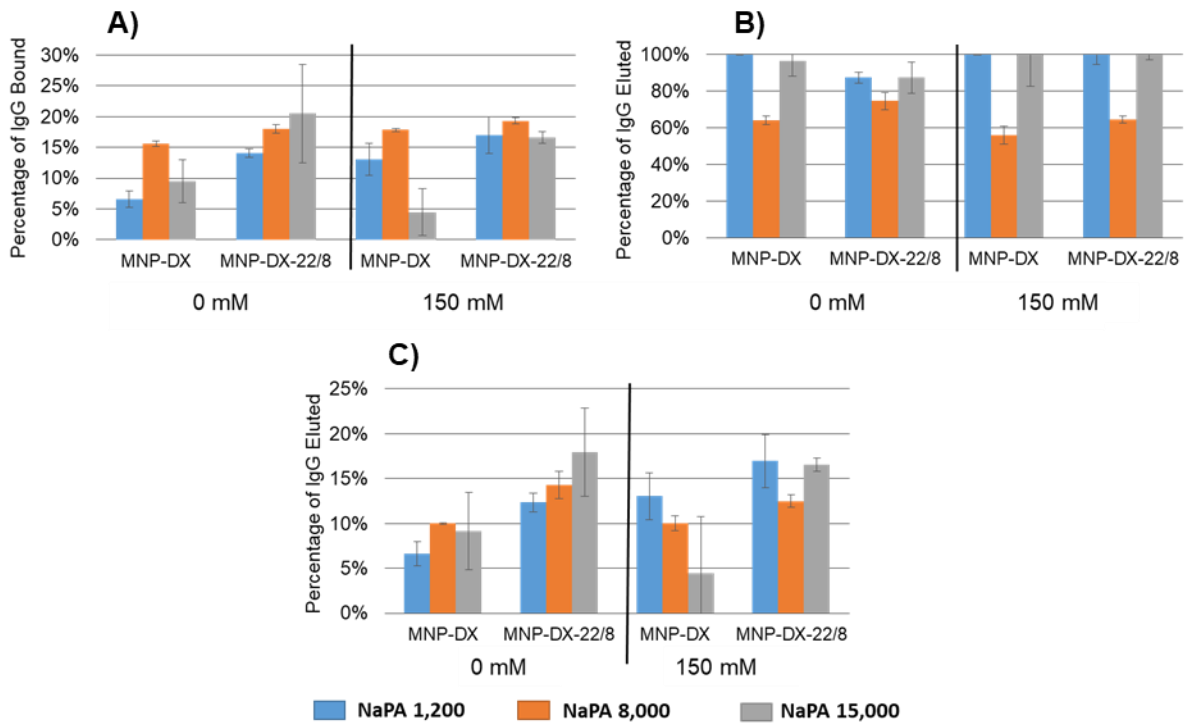 A)
Percentage of IgG Bound
30%
25%
20%
15%
10%
5%
0%
MNP-DX MNP-DX-22/8 MNP-DX MNP-DX-22/8
0 mM 150 mM
B)
Percentage of IgG Eluted
100%
80%
60%
40%
20%
0%
MNP-DX MNP-DX-22/8 MNP-DX MNP-DX-22/8
0 mM 150 mM
C)
Percentage of IgG Eluted
25%
20%
15%
10%
5%
0%
MNP-DX MNP-DX-22/8 MNP-DX MNP-DX-22/8
0 mM 150 mM
NaPA 1,200 NaPA 8,000 NaPA 15,000